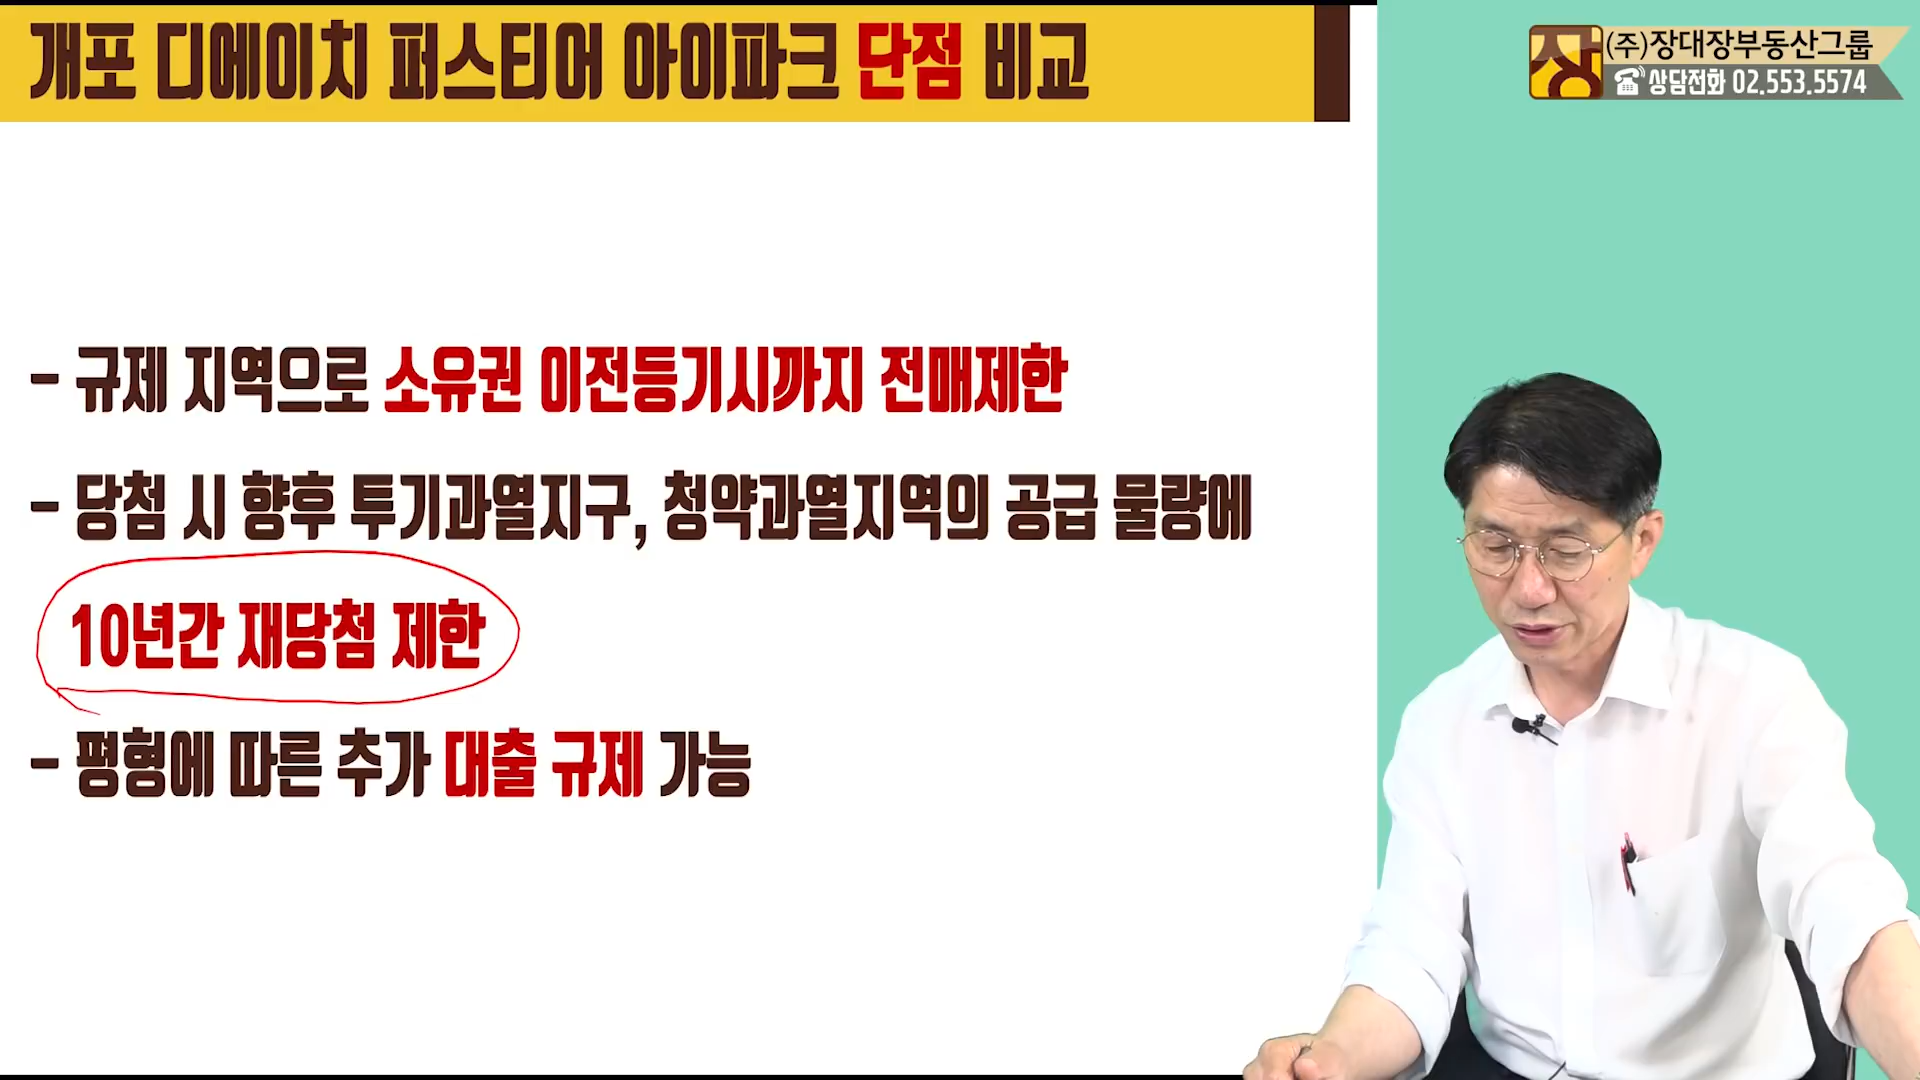 개포 디에이치 퍼스티어 아이파크 단점 비교
(주)장대장부동산그룹
상담전화 02.553.5574
- 규제 지역으로 소유권 이전등기시까지 전매제한
- 당첨 시 향후 투기과열지구, 청약과열지역의 공급 물량에
10년간 재당첨 제한
- 평형에 따른 추가 대출 규제 가능